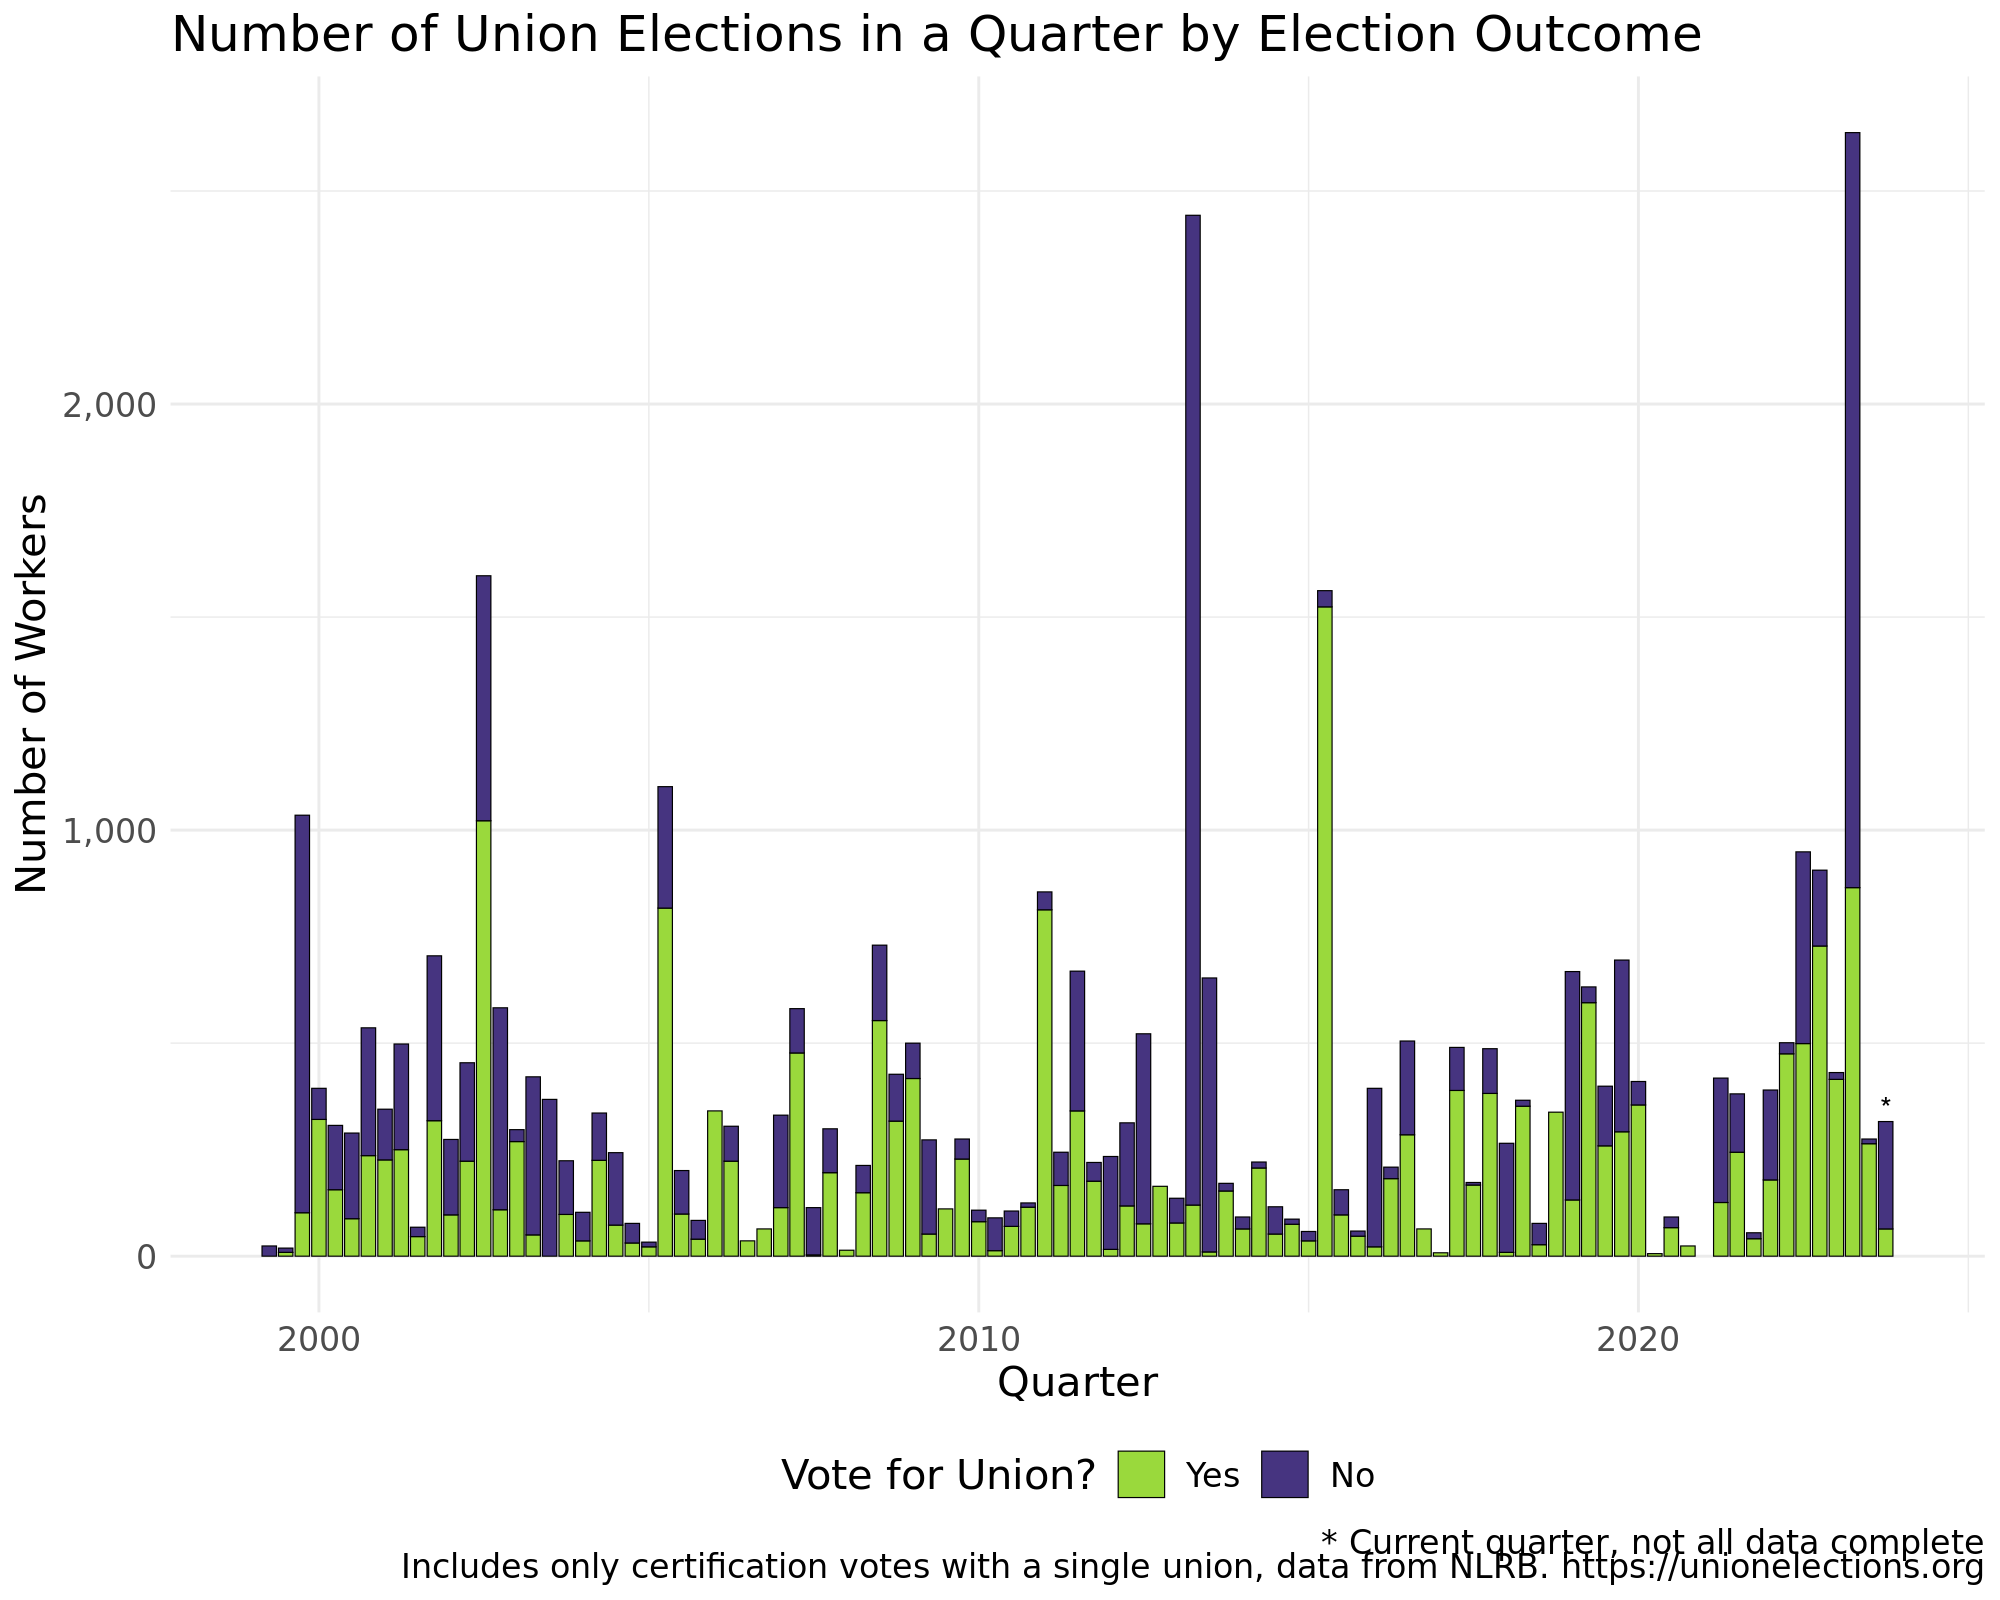 Number of Union Elections in a Quarter by Election Outcome
Number of Workers
2,000
1,000
0
*
2000
2010
2020
Quarter
Vote for Union?
Yes
No
* Current quarter, not all data complete
Includes only certification votes with a single union, data from NLRB. https://unionelections.org